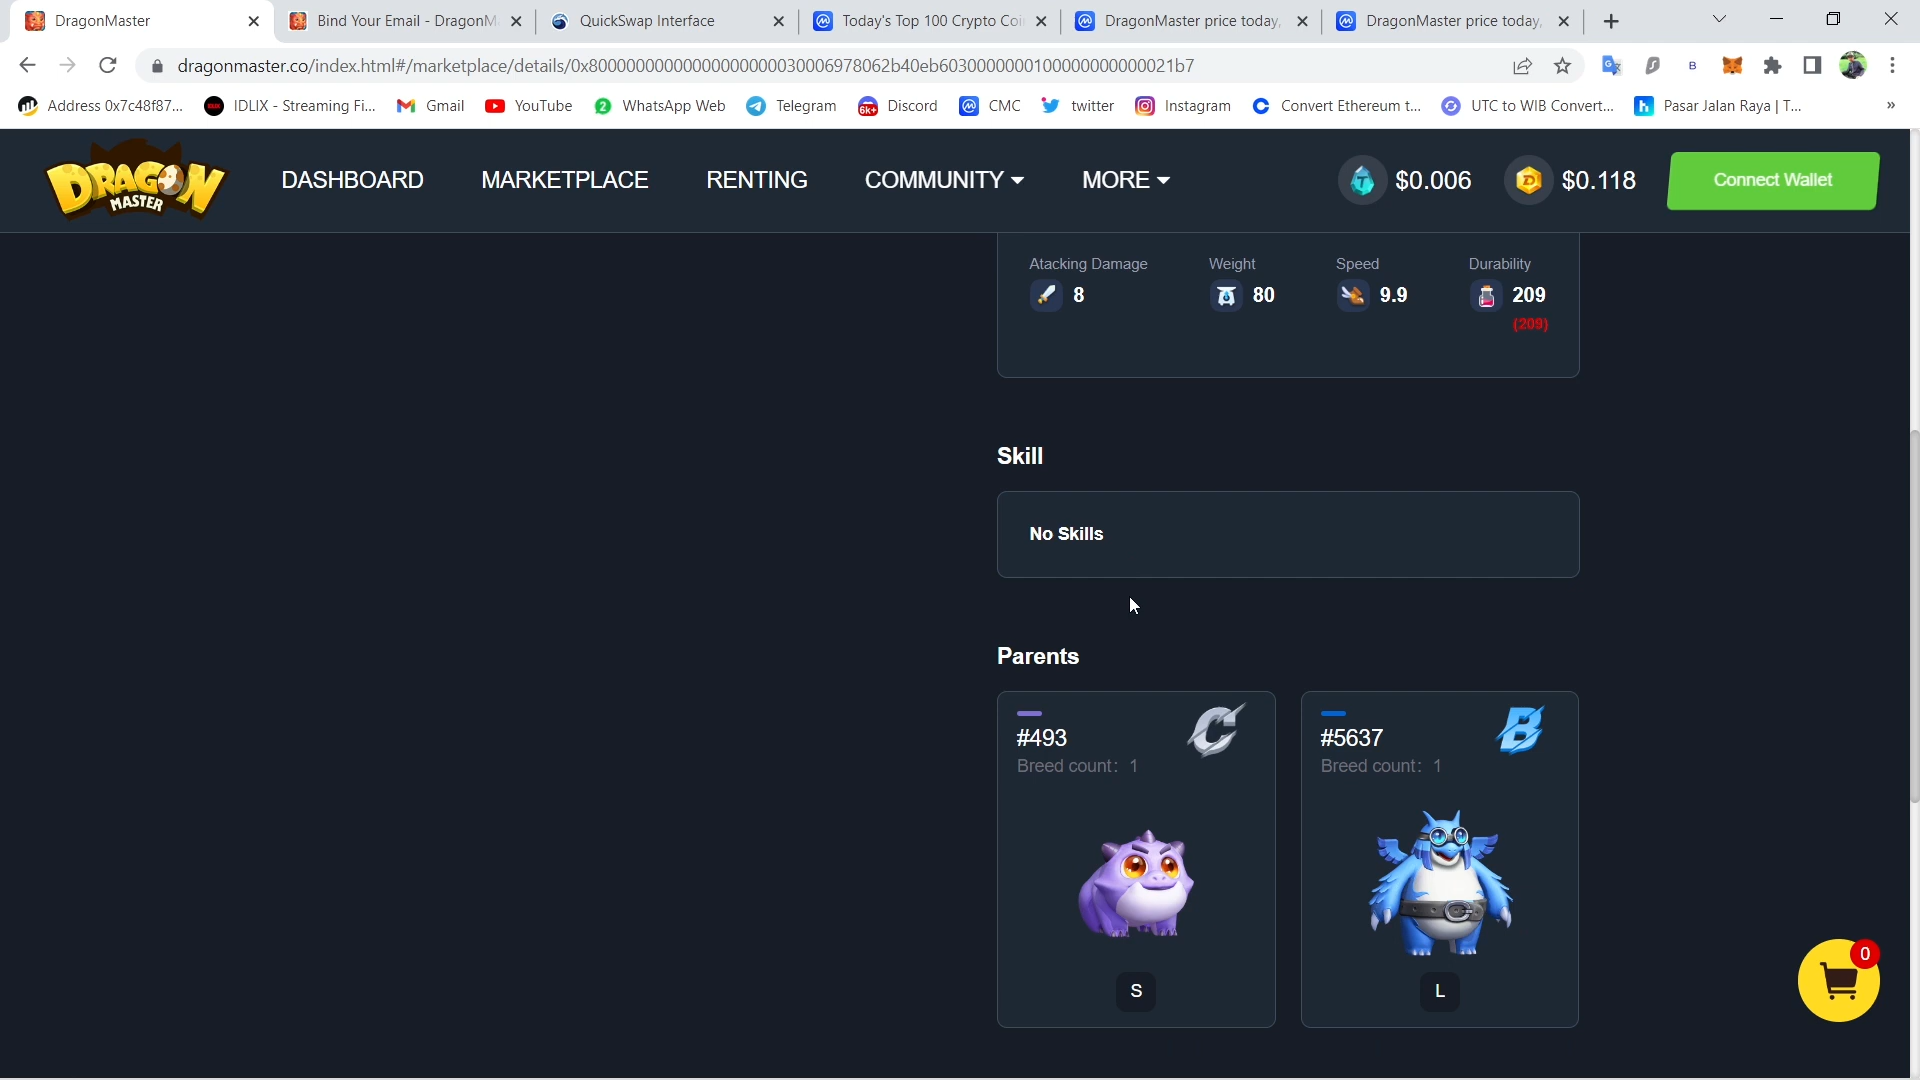 DragonMaster
Bind Your Email - DragonM
QuickSwap Interface
Today's Top 100 Crypto Coi
DragonMaster price today,
DragonMaster price today,
dragonmaster.co/index.html#/marketplace/details/0x8000000000000000000030006978062b40eb60300000001000000000000021b7
Address 0x7c48f87...
IDLIX - Streaming Fi...
Gmail
YouTube
WhatsApp Web
Telegram
6K+
Discord
CMC
twitter
Instagram
Convert Ethereum t...
UTC to WIB Convert...
Pasar Jalan Raya | T...
»
DRAGON
MASTER
DASHBOARD
MARKETPLACE
RENTING
COMMUNITY
MORE
$0.006
$0.118
Connect Wallet
Atacking Damage
Weight
Speed
Durability
8
80
9.9
209
(209)
Skill
No Skills
Parents
#493
C
Breed count: 1
S
#5637
B
Breed count: 1
L
0